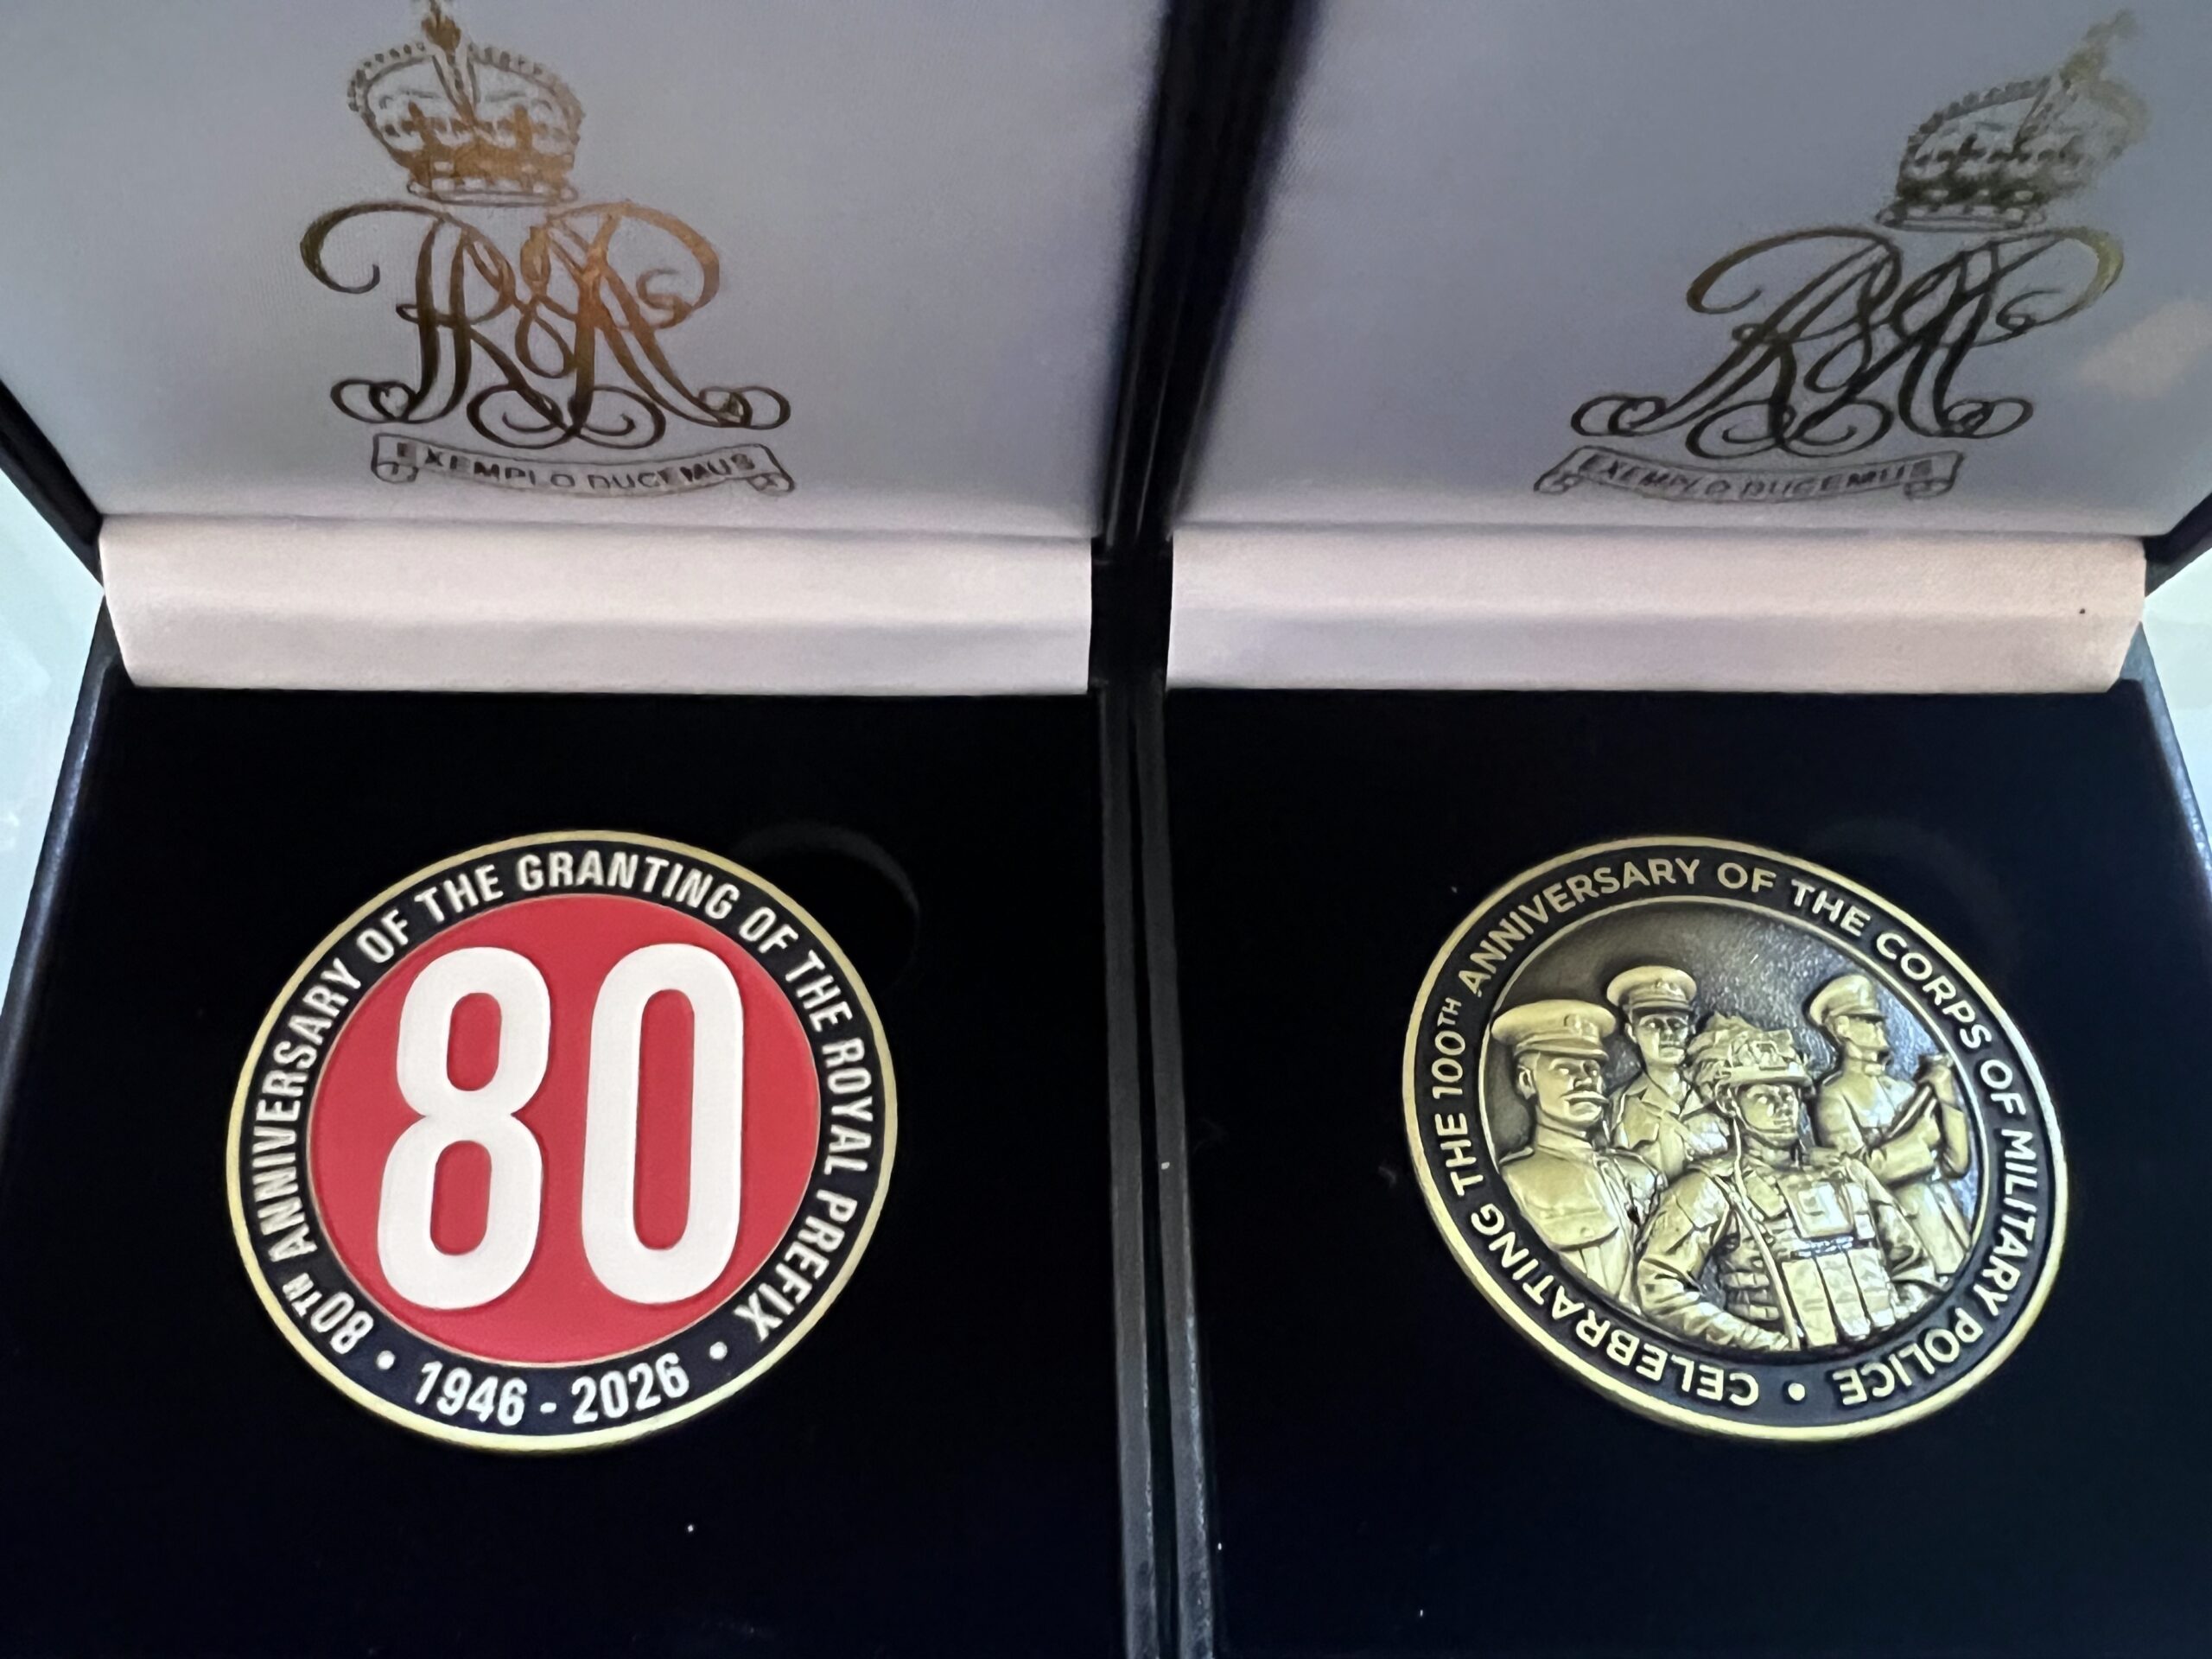 EXEMPLO DUCEMUS
EXEMPLO DUCEMUS
80TH ANNIVERSARY OF THE GRANTING OF THE ROYAL PREFIX
80
• 1946 - 2026 •
CELEBRATING THE 100TH ANNIVERSARY OF THE CORPS OF MILITARY POLICE •